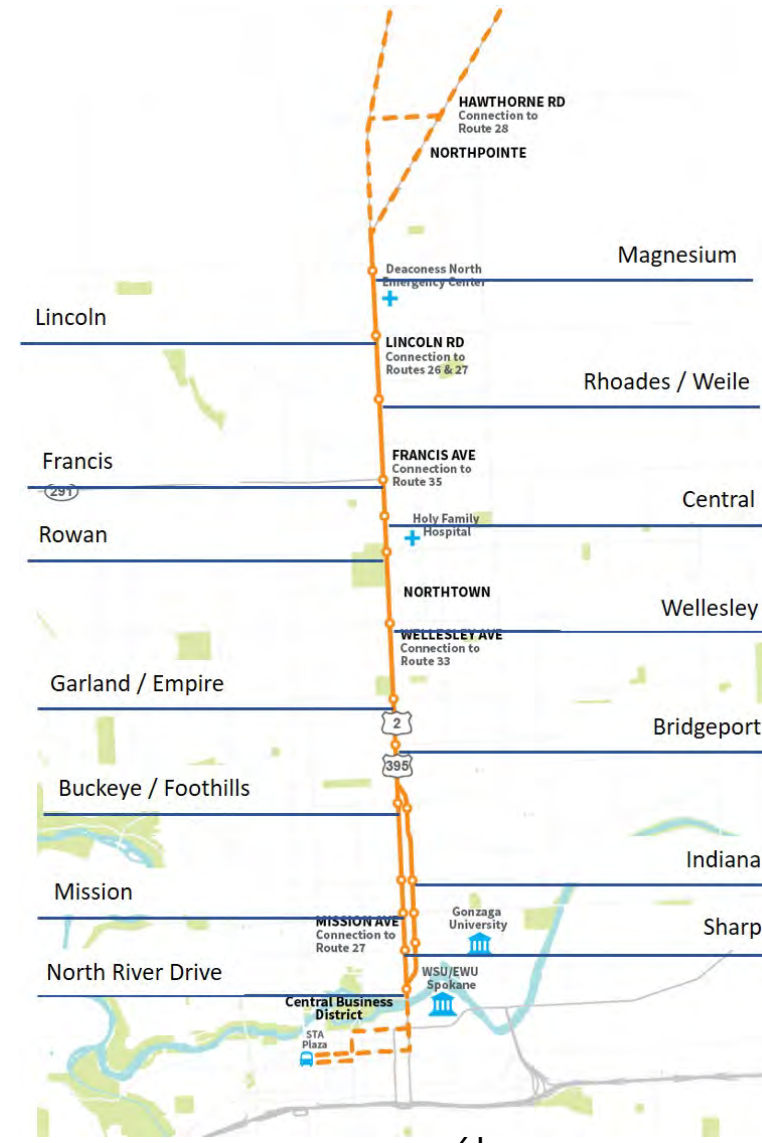 HAWTHORNE RD
Connection to
Route 28
NORTHPOINTE
Magnesium
Deaconess North
Emergency Center
Lincoln
LINCOLN RD
Connection to
Routes 26 & 27
Rhoades / Weile
Francis
FRANCIS AVE
Connection to
Route 35
291
Central
Holy Family
Hospital
Rowan
NORTHTOWN
Wellesley
WELLESLEY AVE
Connection to
Route 33
Garland / Empire
2
Bridgeport
395
Buckeye / Foothills
Indiana
Mission
MISSION AVE
Connection to
Route 27
Gonzaga
University
Sharp
North River Drive
WSU/EWU
Spokane
Central Business
District
STA
Plaza